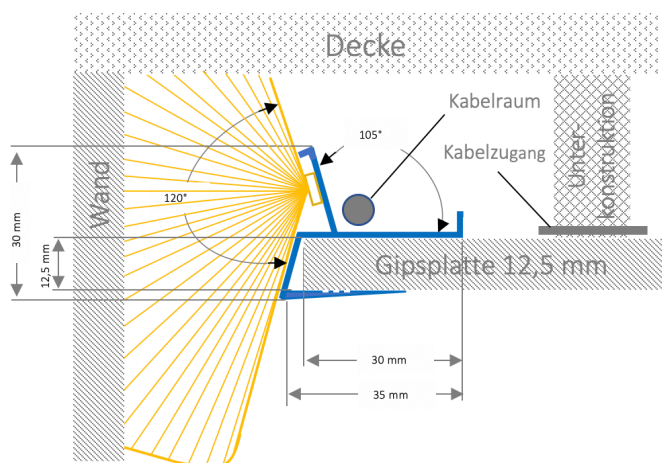 Decke
Kabelraum
105°
Kabelzugang
Unter
konstruktion
Wand
120°
30 mm
12,5 mm
Gipsplatte 12,5 mm
30 mm
35 mm